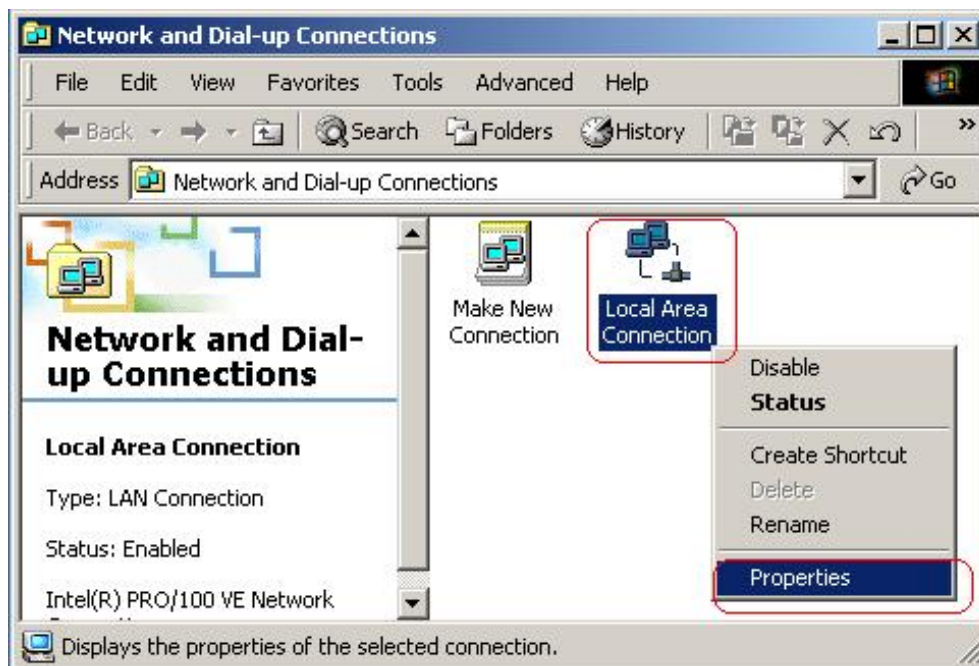 Network and Dial-up Connections
File Edit View Favorites Tools Advanced Help
Back Search Folders History »
Address Network and Dial-up Connections Go
Network and Dial-
up Connections
Local Area Connection
Type: LAN Connection
Status: Enabled
Intel(R) PRO/100 VE Network
Make New
Connection
Local Area
Connection
Disable
Status
Create Shortcut
Delete
Rename
Properties
Displays the properties of the selected connection.